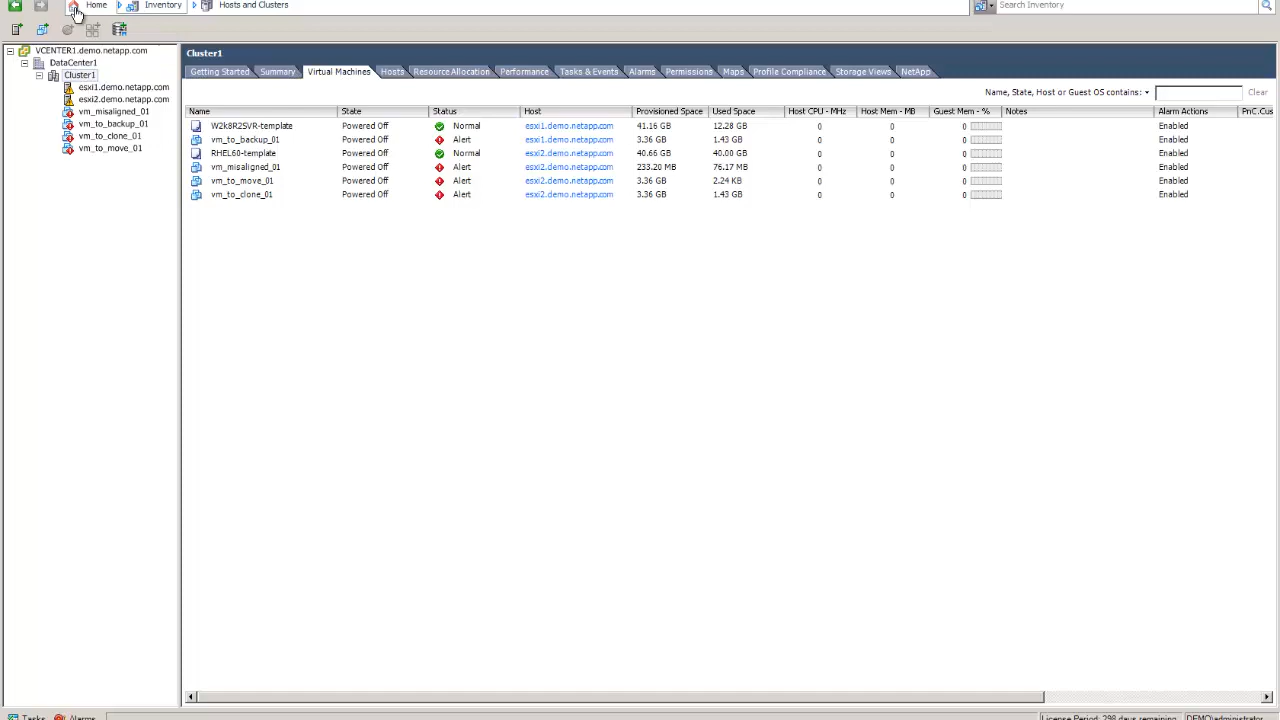 Home Inventory Hosts and Clusters Search Inventory
VCENTER1.demo.netapp.com
DataCenter1
Cluster1
esxi1.demo.netapp.com
esxi2.demo.netapp.com
vm_misaligned_01
vm_to_backup_01
vm_to_clone_01
vm_to_move_01
Cluster1
Getting Started Summary Virtual Machines Hosts Resource Allocation Performance Tasks & Events Alarms Permissions Maps Profile Compliance Storage Views NetApp
Name, State, Host or Guest OS contains: Clear
Name State Status Host Provisioned Space Used Space Host CPU - MHz Host Mem - MB Guest Mem - % Notes Alarm Actions PnC.Cus
W2k8R2SVR-template Powered Off Normal esxi1.demo.netapp.com 41.16 GB 12.28 GB 0 0 0 Enabled
vm_to_backup_01 Powered Off Alert esxi1.demo.netapp.com 3.36 GB 1.43 GB 0 0 0 Enabled
RHEL60-template Powered Off Normal esxi2.demo.netapp.com 40.66 GB 40.00 GB 0 0 0 Enabled
vm_misaligned_01 Powered Off Alert esxi2.demo.netapp.com 233.20 MB 76.17 MB 0 0 0 Enabled
vm_to_move_01 Powered Off Alert esxi2.demo.netapp.com 3.36 GB 2.24 KB 0 0 0 Enabled
vm_to_clone_01 Powered Off Alert esxi2.demo.netapp.com 3.36 GB 1.43 GB 0 0 0 Enabled
Tasks Alarms License Period: 298 days remaining DEMO\administrator